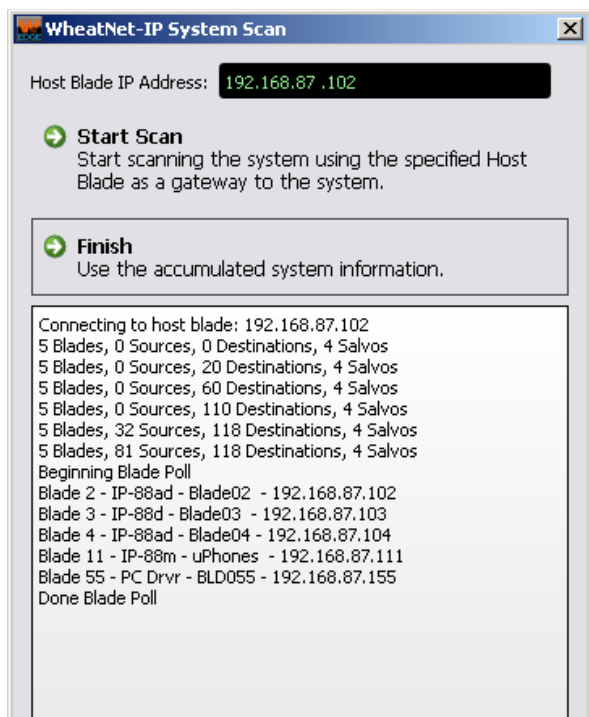 WheatNet-IP System Scan
Host Blade IP Address: 192.168.87 .102
Start Scan
Start scanning the system using the specified Host
Blade as a gateway to the system.
Finish
Use the accumulated system information.
Connecting to host blade: 192.168.87.102
5 Blades, 0 Sources, 0 Destinations, 4 Salvos
5 Blades, 0 Sources, 20 Destinations, 4 Salvos
5 Blades, 0 Sources, 60 Destinations, 4 Salvos
5 Blades, 0 Sources, 110 Destinations, 4 Salvos
5 Blades, 32 Sources, 118 Destinations, 4 Salvos
5 Blades, 81 Sources, 118 Destinations, 4 Salvos
Beginning Blade Poll
Blade 2 - IP-88ad - Blade02  - 192.168.87.102
Blade 3 - IP-88d - Blade03  - 192.168.87.103
Blade 4 - IP-88ad - Blade04 - 192.168.87.104
Blade 11 - IP-88m - uPhones  - 192.168.87.111
Blade 55 - PC Drvr - BLD055 - 192.168.87.155
Done Blade Poll